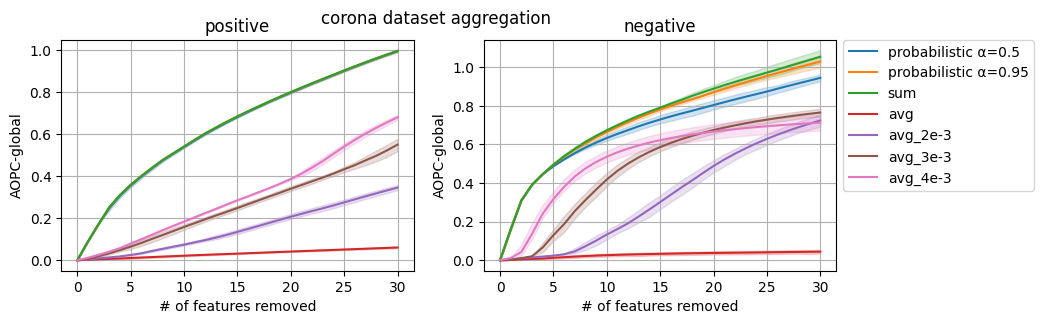 corona dataset aggregation
positive
AOPC-global
1.0
0.8
0.6
0.4
0.2
0.0
0 5 10 15 20 25 30
# of features removed
negative
AOPC-global
1.0
0.8
0.6
0.4
0.2
0.0
0 5 10 15 20 25 30
# of features removed
probabilistic α=0.5
probabilistic α=0.95
sum
avg
avg_2e-3
avg_3e-3
avg_4e-3